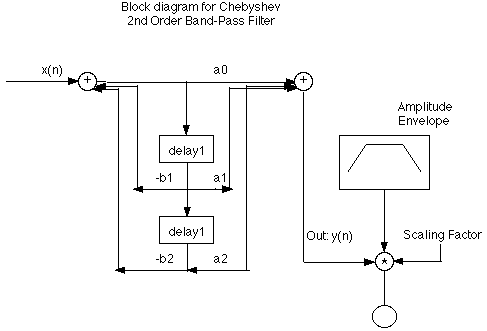 Block diagram for Chebyshev
2nd Order Band-Pass Filter
x(n)
+
a0
+
Amplitude
Envelope
delay1
-b1
a1
delay1
Out: y(n)
Scaling Factor
-b2
a2
*